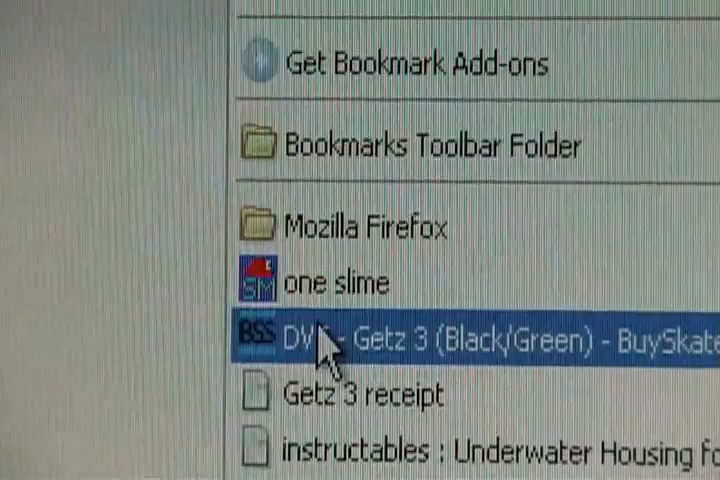 Get Bookmark Add-ons
Bookmarks Toolbar Folder
Mozilla Firefox
SM one slime
BSS - Getz 3 (Black/Green) - BuySkate
Getz 3 receipt
instructables : Underwater Housing fo